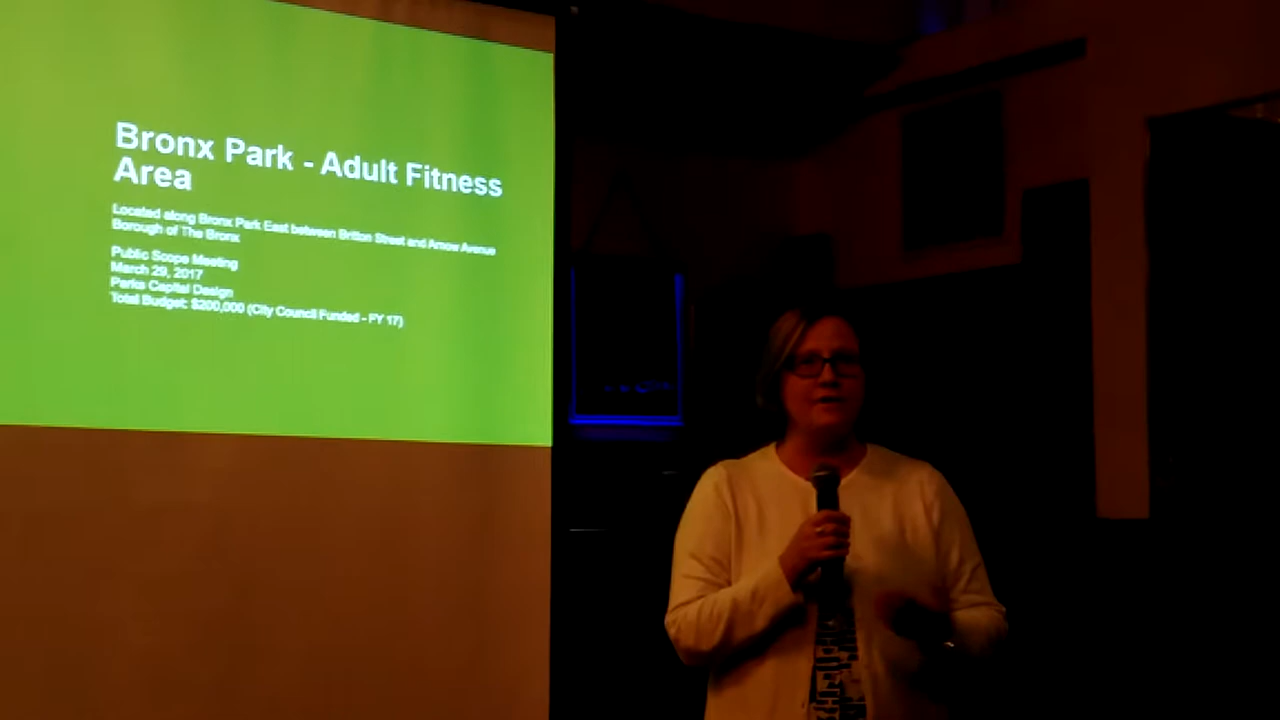 Bronx Park - Adult Fitness
Area
Located along Bronx Park East between Britton Street and Arnow Avenue
Borough of The Bronx
Public Scope Meeting
March 29, 2017
Parks Capital Design
Total Budget: $200,000 (City Council Funded - FY 17)